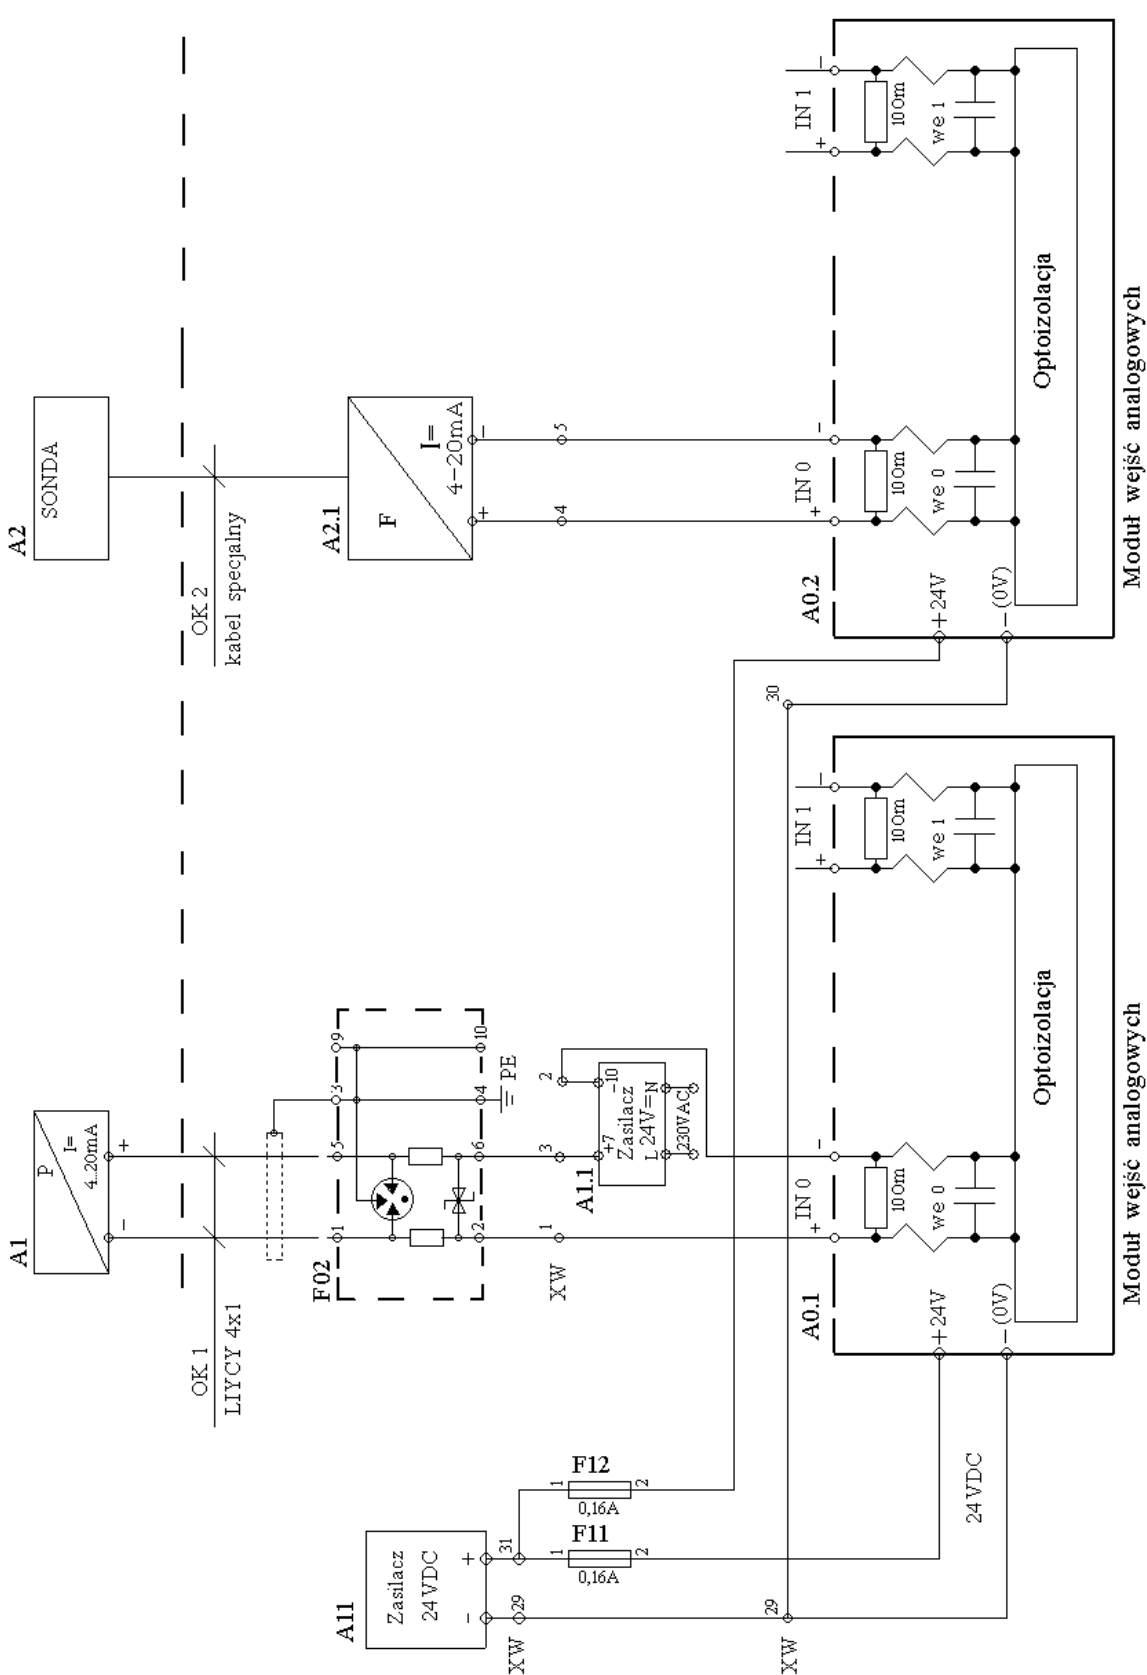 A1
P
I=
4...20mA
−
+
A2
SONDA
OK 1
LIYCY 4x1
OK 2
kabel specjalny
F02
1
5
3
9
2
6
4
10
PE
A2.1
F
I=
4−20mA
+
−
A11
Zasilacz
24VDC
−
+
XW
29
31
F11
1
2
0,16A
F12
1
2
0,16A
XW
1
3
2
A1.1
+7
−10
Zasilacz
24V=
L
N
230VAC
4
5
XW
29
30
A0.1
+
IN 0
−
+
IN 1
−
100m
100m
we 0
we 1
+24V
−(0V)
24VDC
Optoizolacja
Moduł wejść analogowych
A0.2
+
IN 0
−
+
IN 1
−
100m
100m
we 0
we 1
+24V
−(0V)
Optoizolacja
Moduł wejść analogowych